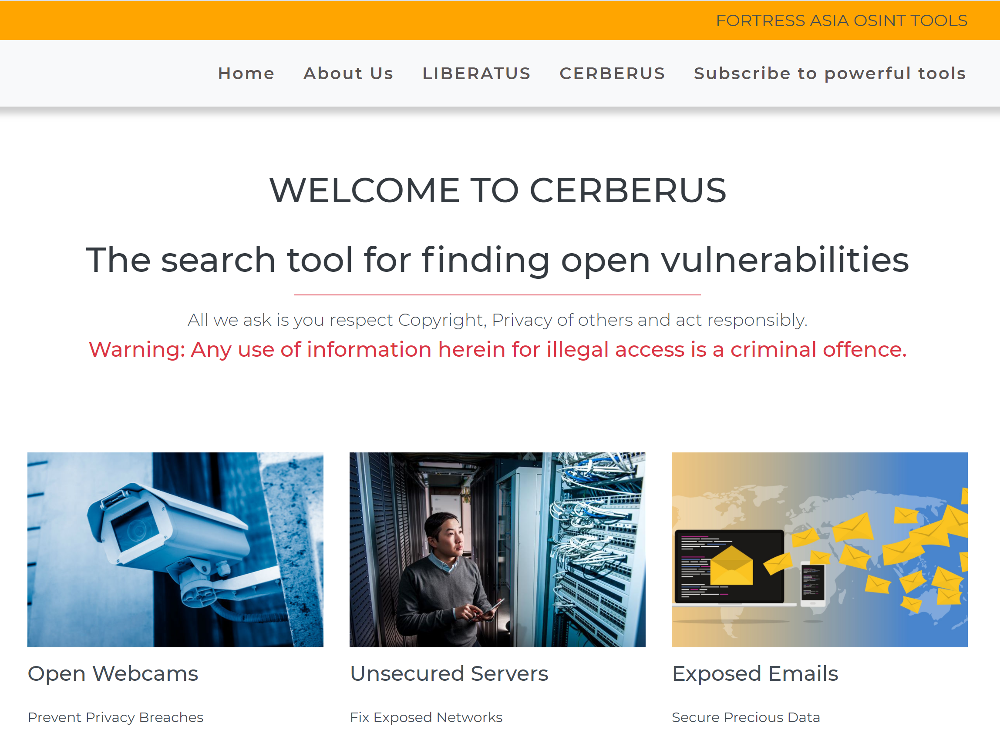 FORTRESS ASIA OSINT TOOLS
Home About Us LIBERATUS CERBERUS Subscribe to powerful tools
WELCOME TO CERBERUS
The search tool for finding open vulnerabilities
All we ask is you respect Copyright, Privacy of others and act responsibly.
Warning: Any use of information herein for illegal access is a criminal offence.
Open Webcams
Prevent Privacy Breaches
Unsecured Servers
Fix Exposed Networks
Exposed Emails
Secure Precious Data